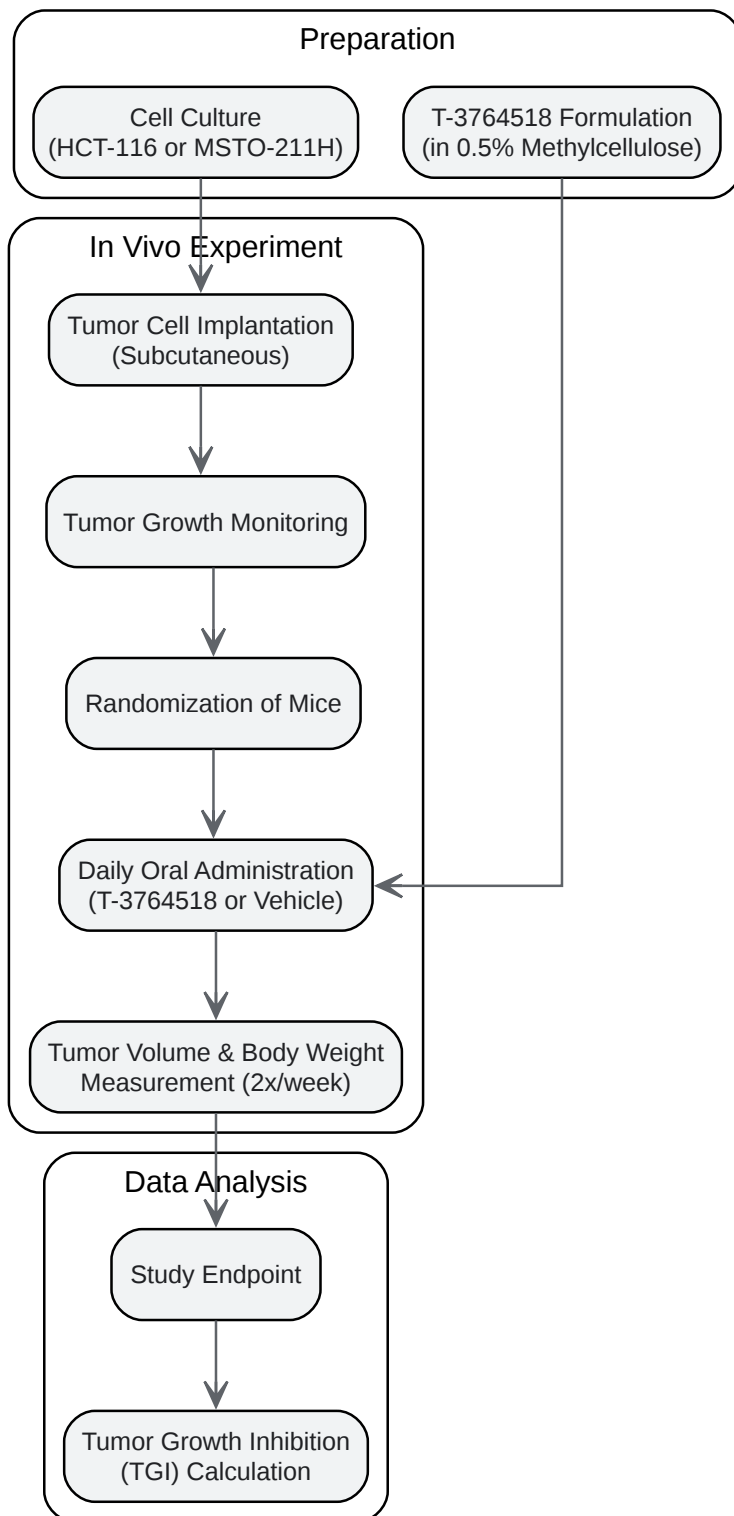 Preparation
Cell Culture
(HCT-116 or MSTO-211H)
T-3764518 Formulation
(in 0.5% Methylcellulose)
In Vivo Experiment
Tumor Cell Implantation
(Subcutaneous)
Tumor Growth Monitoring
Randomization of Mice
Daily Oral Administration
(T-3764518 or Vehicle)
Tumor Volume & Body Weight
Measurement (2x/week)
Data Analysis
Study Endpoint
Tumor Growth Inhibition
(TGI) Calculation